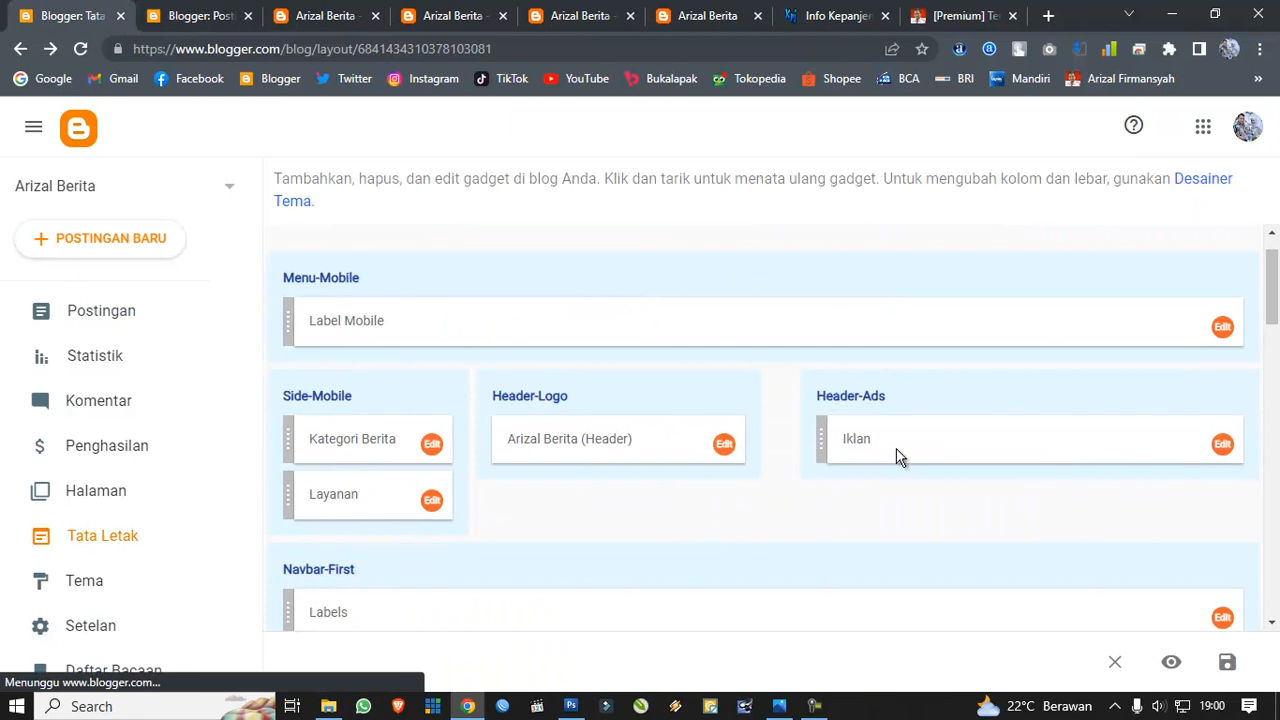 Blogger: Tata
Blogger: Post
Arizal Berita -
Arizal Berita -
Arizal Berita -
Arizal Berita
Info Kepanjen
[Premium] Te
https://www.blogger.com/blog/layout/6841434310378103081
Google
Gmail
Facebook
Blogger
Twitter
Instagram
TikTok
YouTube
Bukalapak
Tokopedia
Shopee
BCA
BRI
Mandiri
Arizal Firmansyah
»
Arizal Berita
POSTINGAN BARU
Postingan
Statistik
Komentar
Penghasilan
Halaman
Tata Letak
Tema
Setelan
Daftar Bacaan
Tambahkan, hapus, dan edit gadget di blog Anda. Klik dan tarik untuk menata ulang gadget. Untuk mengubah kolom dan lebar, gunakan Desainer
Tema.
Menu-Mobile
Label Mobile
Edit
Side-Mobile
Kategori Berita
Edit
Layanan
Edit
Header-Logo
Arizal Berita (Header)
Edit
Header-Ads
Iklan
Edit
Navbar-First
Labels
Edit
Menunggu www.blogger.com...
Search
22°C Berawan
19:00